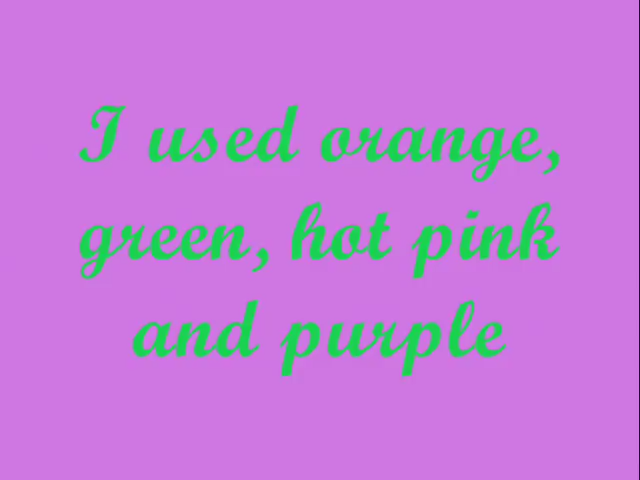 I used orange,
green, hot pink
and purple